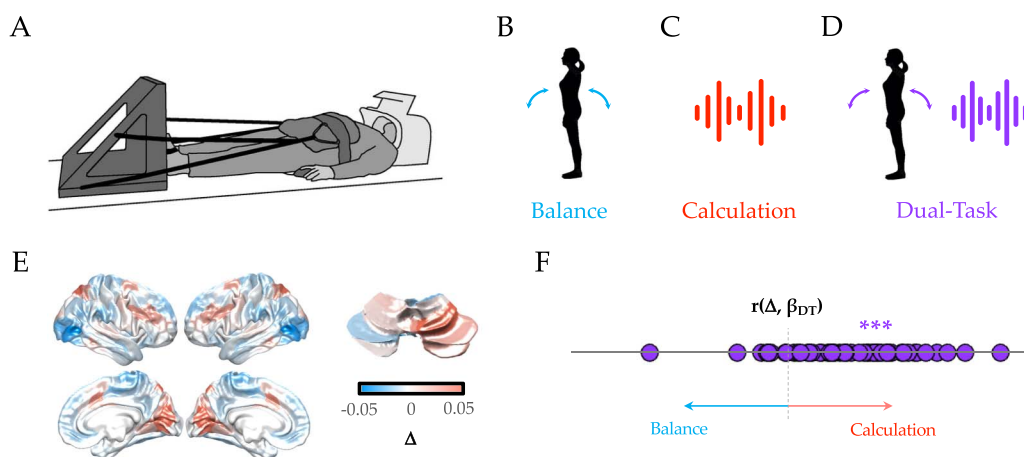 A
B
C
D
Balance
Calculation
Dual-Task
E
F
-0.05
0
0.05
Δ
r(Δ, βDT)
***
Balance
Calculation